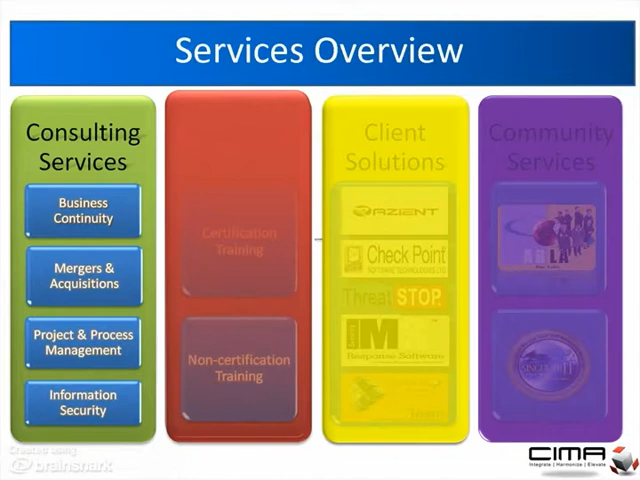 Services Overview
Consulting
Services
Business
Continuity
Mergers &
Acquisitions
Project & Process
Management
Information
Security
Certification
Training
Non-certification
Training
Client
Solutions
AZIENT
Check Point
SOFTWARE TECHNOLOGIES LTD.
Threat STOP
IM
Response Software
Community
Services
ABLA
Created using
brainshark
CIMA
Integrate | Harmonize | Elevate